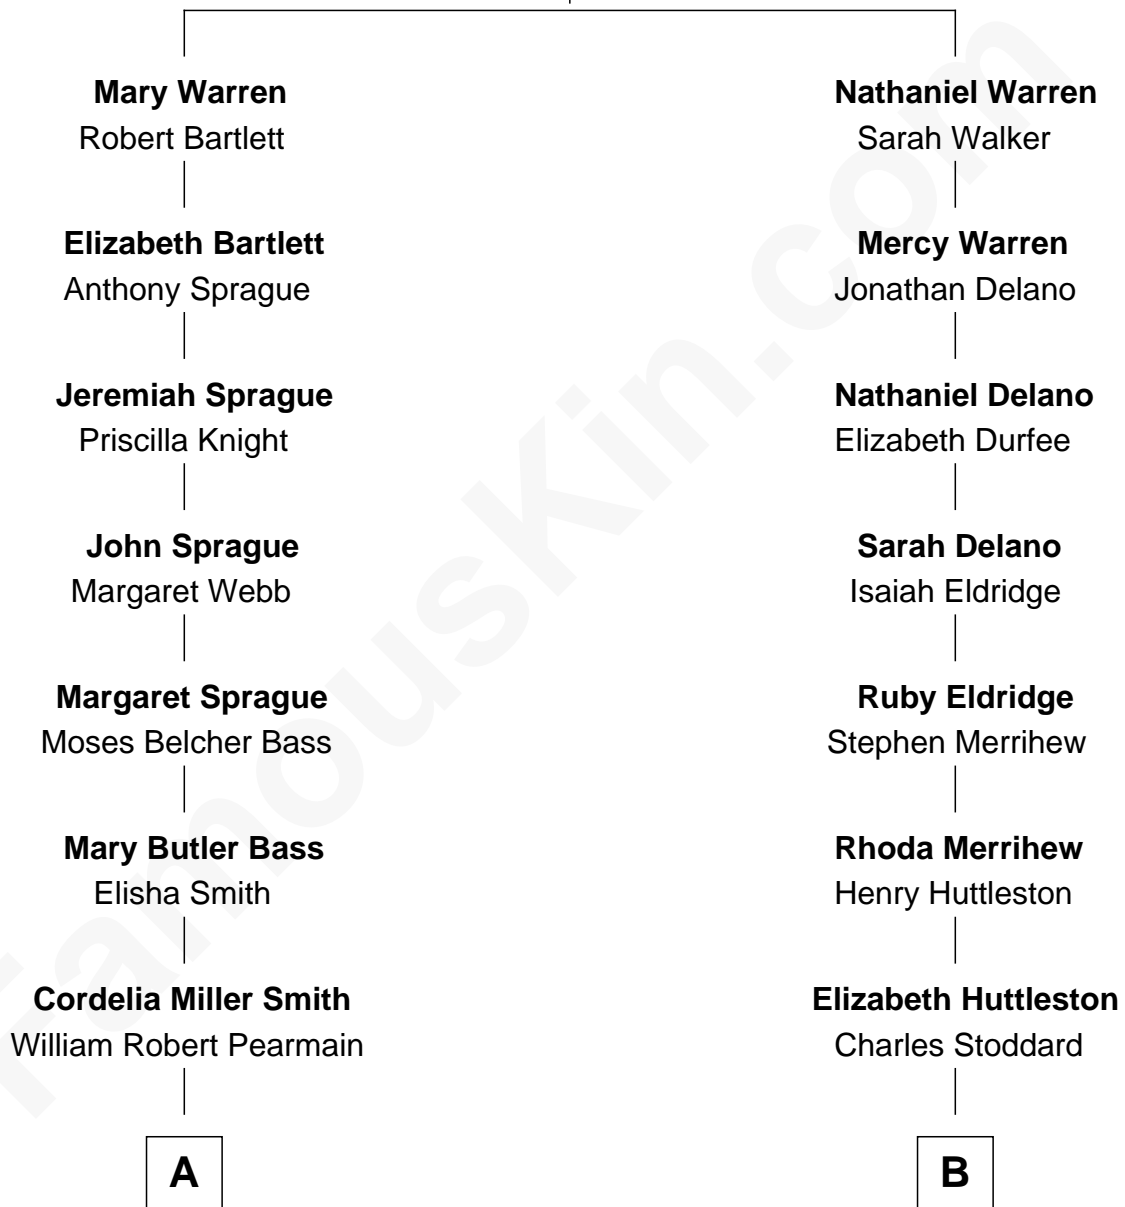 Mary Warren
Robert Bartlett
Nathaniel Warren
Sarah Walker
Elizabeth Bartlett
Anthony Sprague
Mercy Warren
Jonathan Delano
Jeremiah Sprague
Priscilla Knight
Nathaniel Delano
Elizabeth Durfee
John Sprague
Margaret Webb
Sarah Delano
Isaiah Eldridge
Margaret Sprague
Moses Belcher Bass
Ruby Eldridge
Stephen Merrihew
Mary Butler Bass
Elisha Smith
Rhoda Merrihew
Henry Huttleston
Cordelia Miller Smith
William Robert Pearmain
Elizabeth Huttleston
Charles Stoddard
A
B
FamousKin.com